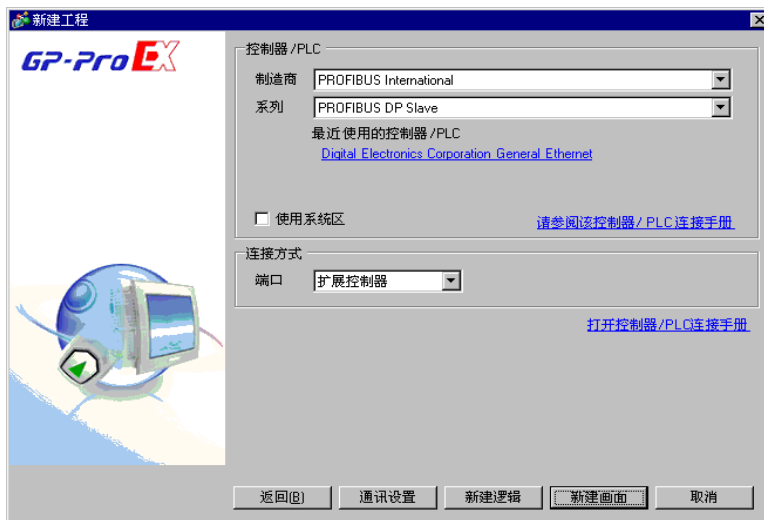 新建工程
GP-Pro EX
控制器/PLC
制造商 PROFIBUS International
系列 PROFIBUS DP Slave
最近使用的控制器/PLC
Digital Electronics Corporation General Ethernet
使用系统区 请参阅该控制器/PLC连接手册
连接方式
端口 扩展控制器
打开控制器/PLC连接手册
返回(B) 通讯设置 新建逻辑 新建画面 取消